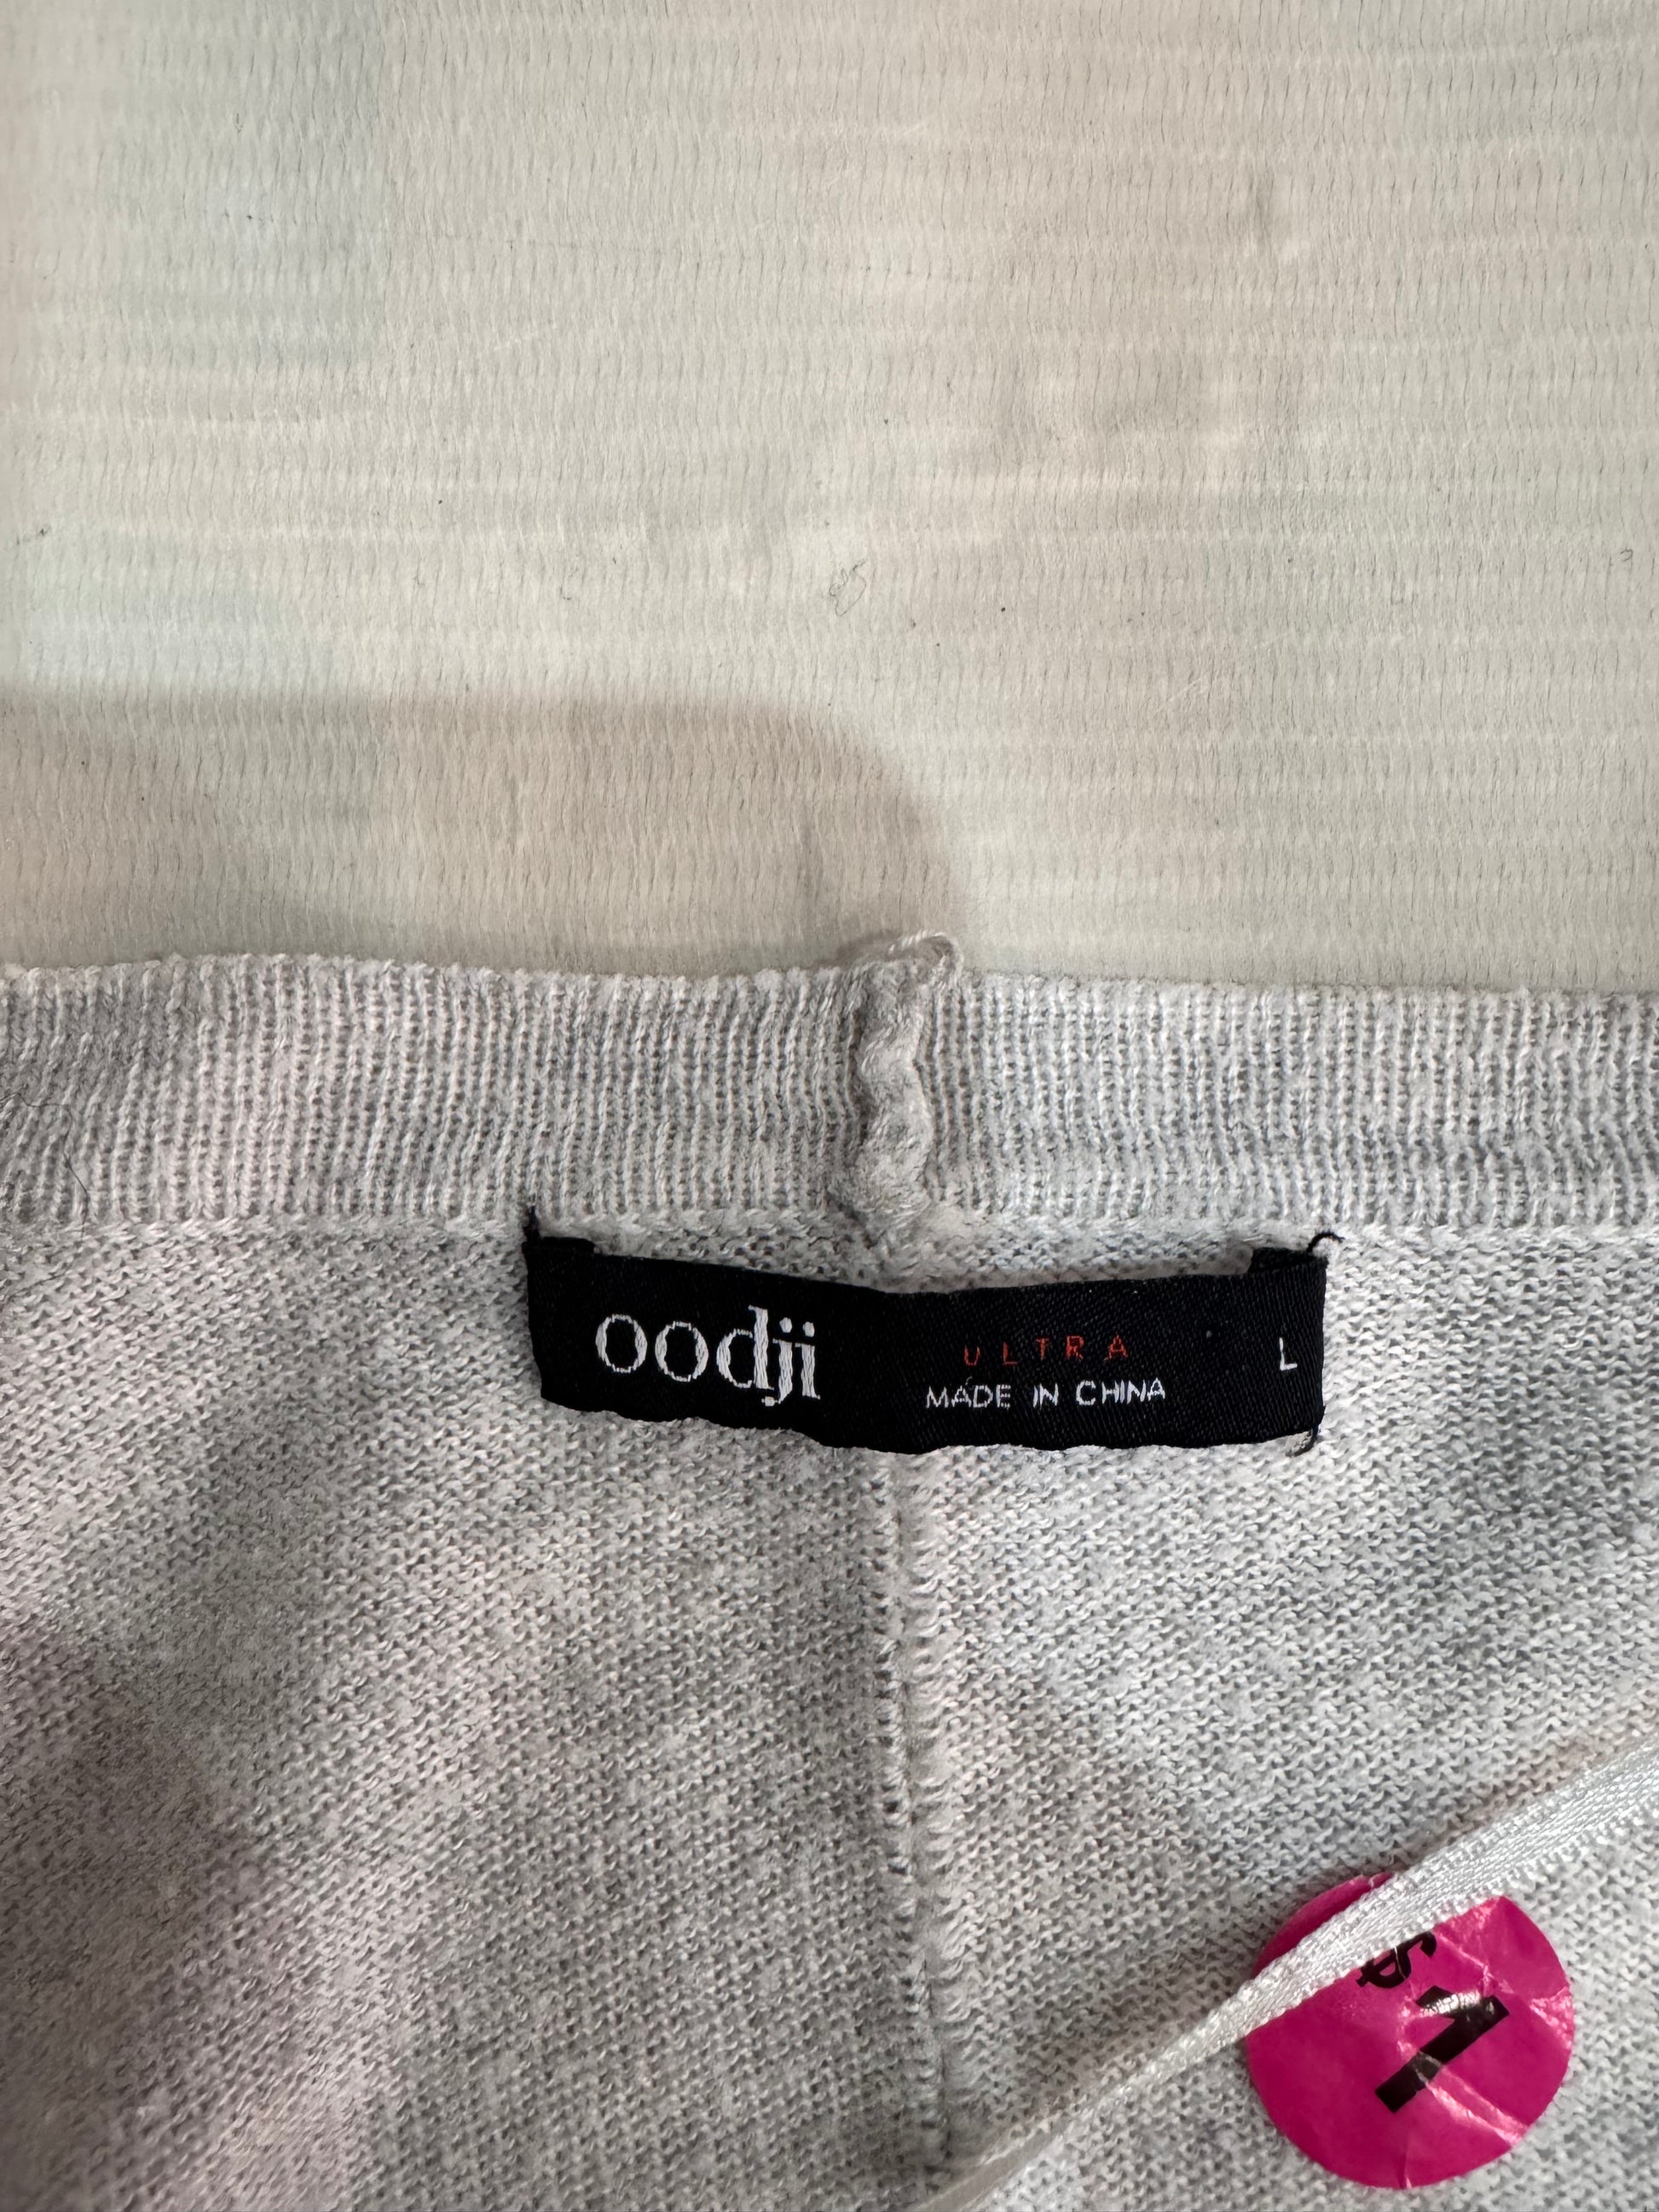 oodji
ULTRA
MADE IN CHINA
L
$1